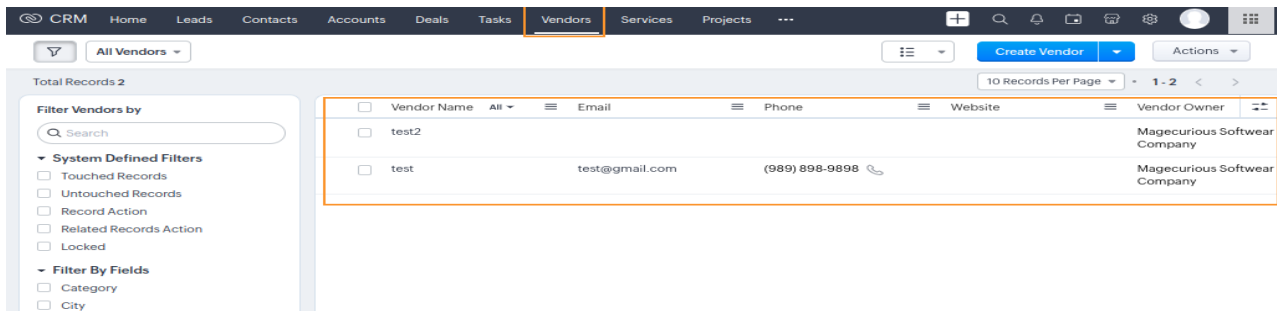 CRM Home Leads Contacts Accounts Deals Tasks Vendors Services Projects ...
All Vendors Create Vendor Actions
Total Records 2 10 Records Per Page 1 - 2
Filter Vendors by
Search
System Defined Filters
Touched Records
Untouched Records
Record Action
Related Records Action
Locked
Filter By Fields
Category
City
Vendor Name All Email Phone Website Vendor Owner
test2 Magecurious Softwear
Company
test test@gmail.com (989) 898-9898 Magecurious Softwear
Company